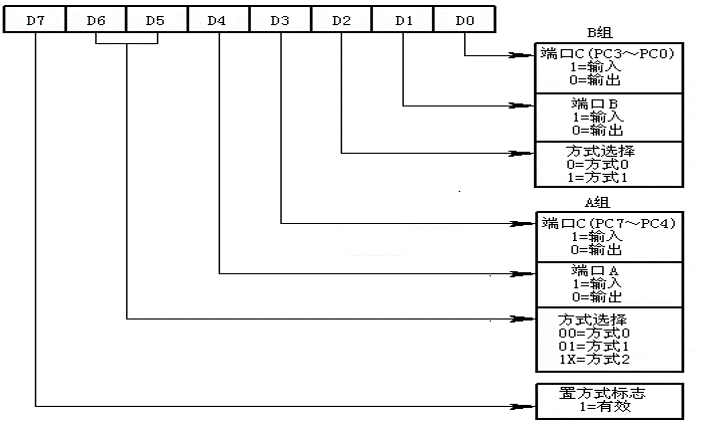 D7 D6 D5 D4 D3 D2 D1 D0
B组
端口C(PC3～PC0)
1=输入
0=输出
端口B
1=输入
0=输出
方式选择
0=方式0
1=方式1
A组
端口C(PC7～PC4)
1=输入
0=输出
端口A
1=输入
0=输出
方式选择
00=方式0
01=方式1
1X=方式2
置方式标志
1=有效